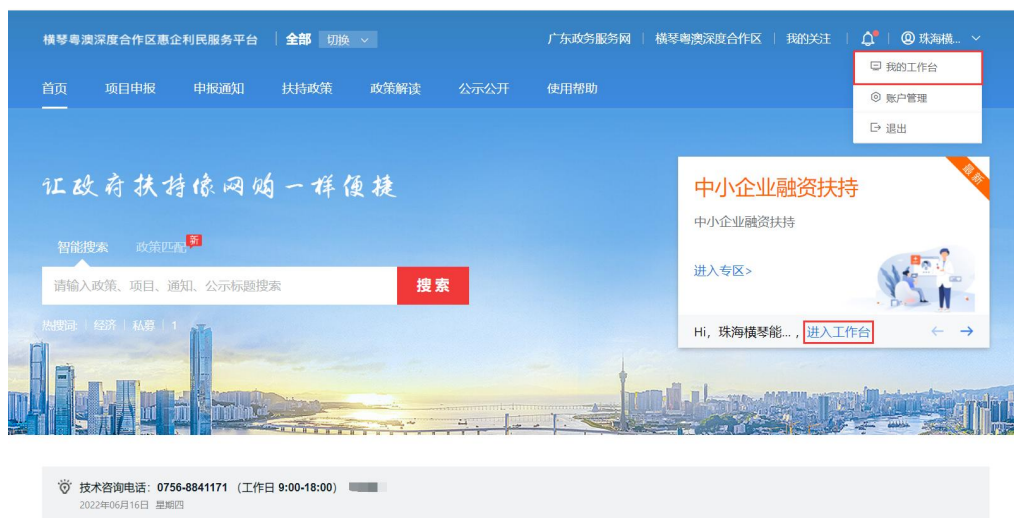 横琴粤澳深度合作区惠企利民服务平台 全部 切换 广东政务服务网 横琴粤澳深度合作区 我的关注 珠海横...
我的工作台
首页 项目申报 申报通知 扶持政策 政策解读 公示公开 使用帮助
账户管理
退出
让政府扶持像网购一样便捷
最新
中小企业融资扶持
中小企业融资扶持
智能搜索 政策匹配 新
进入专区>
请输入政策、项目、通知、公示标题搜索 搜索
热搜词: 经济 私募 1
Hi, 珠海横琴能... , 进入工作台
技术咨询电话：0756-8841171 （工作日 9:00-18:00）
2022年06月16日 星期四